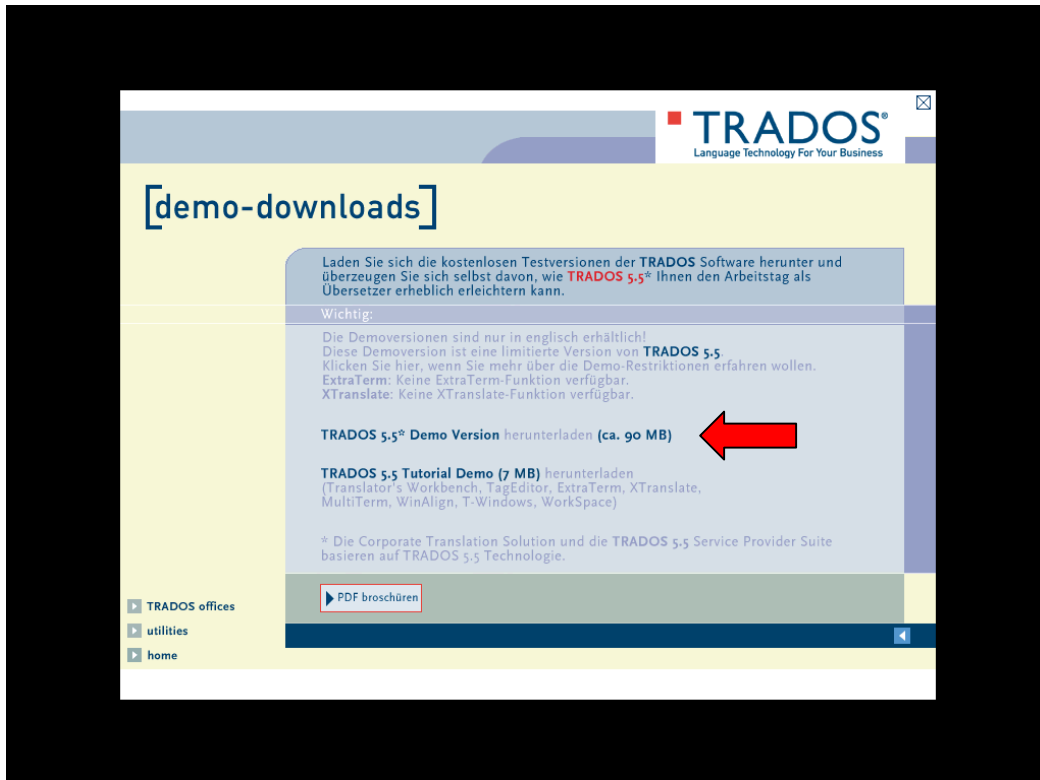 TRADOS®
Language Technology For Your Business
[demo-downloads]
Laden Sie sich die kostenlosen Testversionen der TRADOS Software herunter und
überzeugen Sie sich selbst davon, wie TRADOS 5.5* Ihnen den Arbeitstag als
Übersetzer erheblich erleichtern kann.
Wichtig:
Die Demoversionen sind nur in englisch erhältlich!
Diese Demoversion ist eine limitierte Version von TRADOS 5.5.
Klicken Sie hier, wenn Sie mehr über die Demo-Restriktionen erfahren wollen.
ExtraTerm: Keine ExtraTerm-Funktion verfügbar.
XTranslate: Keine XTranslate-Funktion verfügbar.
TRADOS 5.5* Demo Version herunterladen (ca. 90 MB)
TRADOS 5.5 Tutorial Demo (7 MB) herunterladen
(Translator's Workbench, TagEditor, ExtraTerm, XTranslate,
MultiTerm, WinAlign, T-Windows, WorkSpace)
* Die Corporate Translation Solution und die TRADOS 5.5 Service Provider Suite
basieren auf TRADOS 5.5 Technologie.
PDF broschüren
TRADOS offices
utilities
home